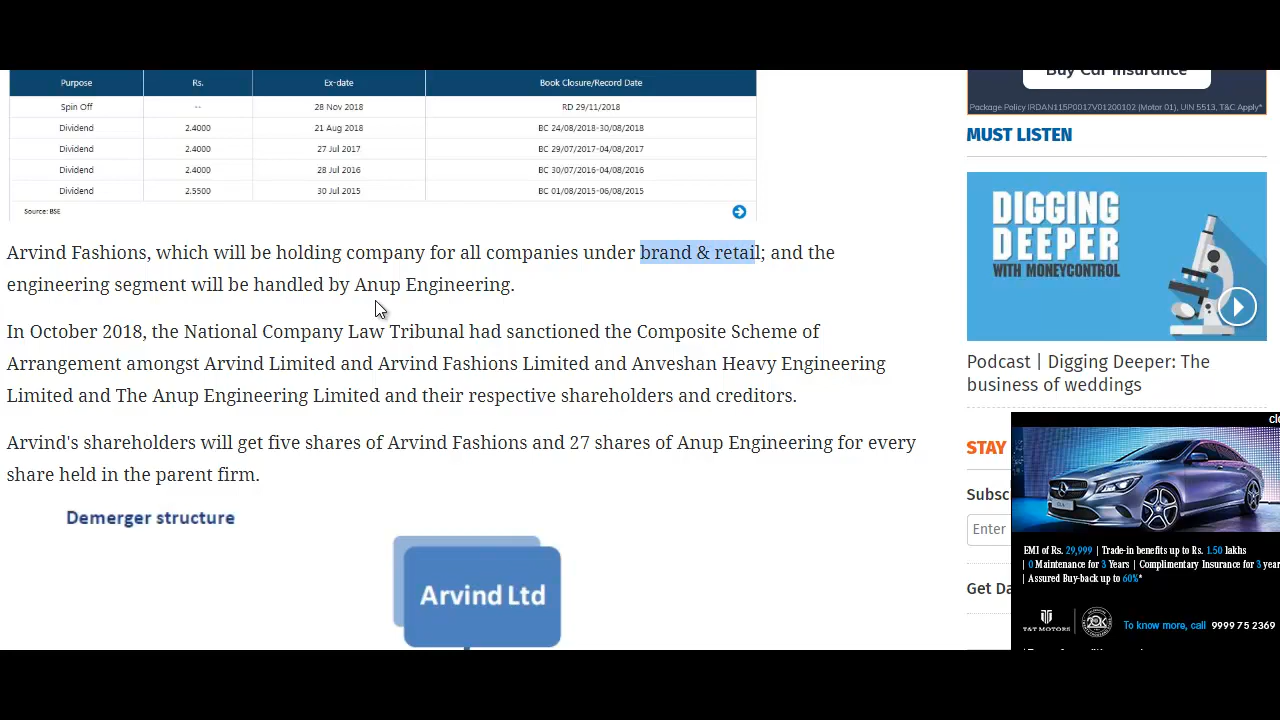 Purpose Rs. Ex-date Book Closure/Record Date
Spin Off -- 28 Nov 2018 RD 29/11/2018
Dividend 2.4000 21 Aug 2018 BC 24/08/2018-30/08/2018
Dividend 2.4000 27 Jul 2017 BC 29/07/2017-04/08/2017
Dividend 2.4000 28 Jul 2016 BC 30/07/2016-04/08/2016
Dividend 2.5500 30 Jul 2015 BC 01/08/2015-06/08/2015
Source: BSE
Arvind Fashions, which will be holding company for all companies under brand & retail; and the
engineering segment will be handled by Anup Engineering.
In October 2018, the National Company Law Tribunal had sanctioned the Composite Scheme of
Arrangement amongst Arvind Limited and Arvind Fashions Limited and Anveshan Heavy Engineering
Limited and The Anup Engineering Limited and their respective shareholders and creditors.
Arvind's shareholders will get five shares of Arvind Fashions and 27 shares of Anup Engineering for every
share held in the parent firm.
Demerger structure
Arvind Ltd
Buy Car Insurance
Package Policy IRDAN115P0017V01200102 (Motor 01), UIN 5513, T&C Apply*
MUST LISTEN
DIGGING
DEEPER
WITH MONEYCONTROL
Podcast | Digging Deeper: The
business of weddings
STAY
Subsc
Enter
Get Da
clo
CLA
EMI of Rs. 29,999 | Trade-in benefits up to Rs. 1.50 lakhs
| 0 Maintenance for 3 Years | Complimentary Insurance for 3 year
| Assured Buy-back up to 60%*
T&T MOTORS
To know more, call 9999 75 2369